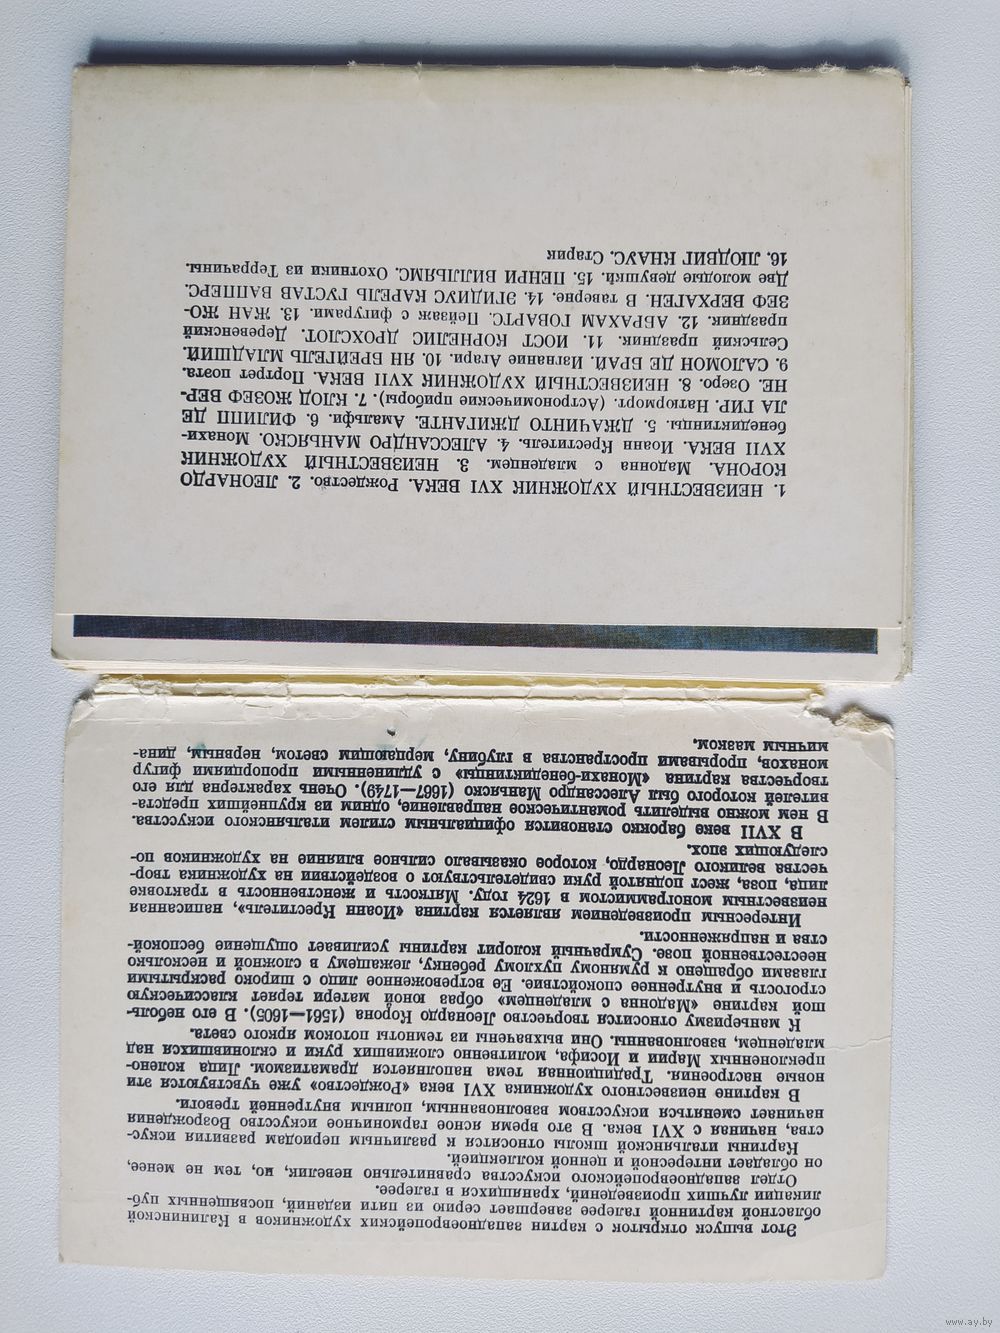 Этот выпуск открыток с картин западноевропейских художников в Калининской
областной картинной галерее завершает серию из пяти изданий, посвященных пуб-
ликации лучших произведений, хранящихся в галерее.
Отдел западноевропейского искусства сравнительно невелик, но, тем не менее,
он обладает интересной и ценной коллекцией.
Картины итальянской школы относятся к различным периодам развития искус-
ства, начиная с XVI века. В это время ясное гармоничное искусство Возрождения
начинает сменяться искусством взволнованным, полным внутренней тревоги.
В картине неизвестного художника XVI века «Рождество» уже чувствуются эти
новые настроения. Традиционная тема наполняется драматизмом. Лица колено-
преклоненных Марии и Иосифа, молитвенно сложивших руки и склонившихся над
младенцем, взволнованны. Они выхвачены из темноты потоком яркого света.
К маньеризму относится творчество Леонардо Корона (1561—1605). В его неболь-
шой картине «Мадонна с младенцем» образ юной матери теряет классическую
строгость и внутреннее спокойствие. Ее встревоженное лицо с широко раскрытыми
глазами обращено к румяному пухлому ребенку, лежащему в сложной и несколько
неестественной позе. Сумрачный колорит картины усиливает ощущение беспокой-
ства и напряженности.
Интересным произведением является картина «Иоанн Креститель», написанная
неизвестным монограммистом в 1624 году. Мягкость и женственность в трактовке
лица, поза, жест поднятой руки свидетельствуют о воздействии на художника твор-
чества великого Леонардо, которое оказывало сильное влияние на художников по-
следующих эпох.
В XVII веке барокко становится официальным стилем итальянского искусства.
В нем можно выделить романтическое направление, одним из крупнейших предста-
вителей которого был Алессандро Маньяско (1667—1749). Очень характерна для его
творчества картина «Монахи-бенедиктинцы» с удлиненными пропорциями фигур
монахов, прорывами пространства в глубину, мерцающим светом, нервным, дина-
мичным мазком.
1. НЕИЗВЕСТНЫЙ ХУДОЖНИК XVI ВЕКА. Рождество. 2. ЛЕОНАРДО
КОРОНА. Мадонна с младенцем. 3. НЕИЗВЕСТНЫЙ ХУДОЖНИК
XVII ВЕКА. Иоанн Креститель. 4. АЛЕССАНДРО МАНЬЯСКО. Монахи-
бенедиктинцы. 5. ДЖАЧИНТО ДЖИГАНТЕ. Амальфи. 6. ФИЛИПП ДЕ
ЛА ГИР. Натюрморт. (Астрономические приборы). 7. КЛОД ЖОЗЕФ ВЕР-
НЕ. Озеро. 8. НЕИЗВЕСТНЫЙ ХУДОЖНИК XVII ВЕКА. Портрет поэта.
9. САЛОМОН ДЕ БРАЙ. Изгнание Агари. 10. ЯН БРЕЙГЕЛЬ МЛАДШИЙ.
Сельский праздник. 11. ИОСТ КОРНЕЛИС ДРОХСЛОТ. Деревенский
праздник. 12. АБРАХАМ ГОВАРТС. Пейзаж с фигурами. 13. ЖАН ЖО-
ЗЕФ ВЕРХАГЕН. В таверне. 14. ЭГИДИУС КАРЕЛЬ ГУСТАВ ВАППЕРС.
Две молодые девушки. 15. ПЕНРИ ВИЛЛЬЯМС. Охотники из Террачины.
16. ЛЮДВИГ КНАУС. Старик
www.ay.by